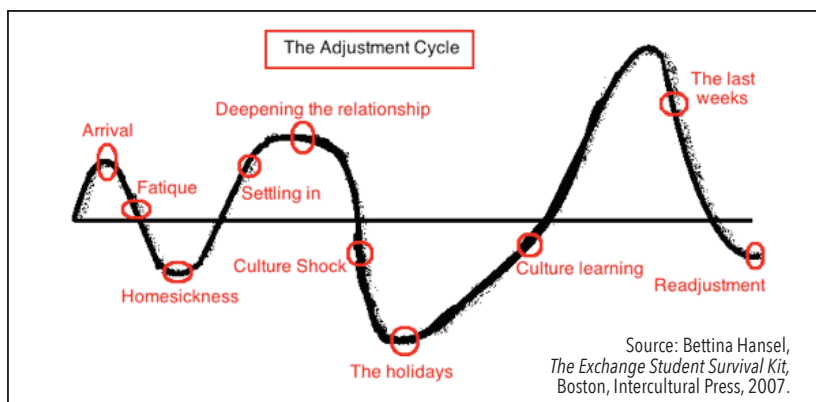 The Adjustment Cycle
Arrival
Fatique
Homesickness
Settling in
Deepening the relationship
Culture Shock
The holidays
Culture learning
The last
weeks
Readjustment
Source: Bettina Hansel,
The Exchange Student Survival Kit,
Boston, Intercultural Press, 2007.